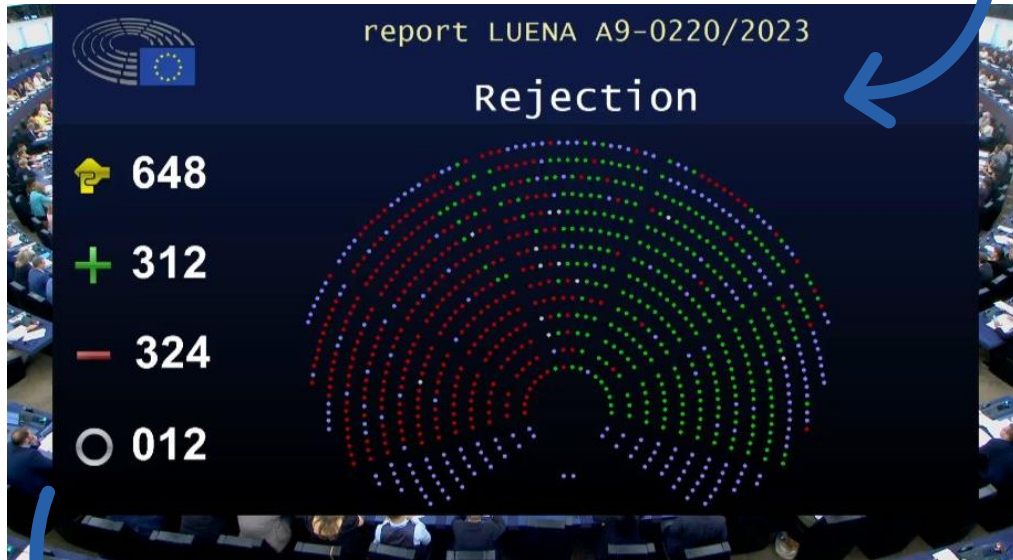 report LUENA A9-0220/2023
Rejection
648
+ 312
- 324
012